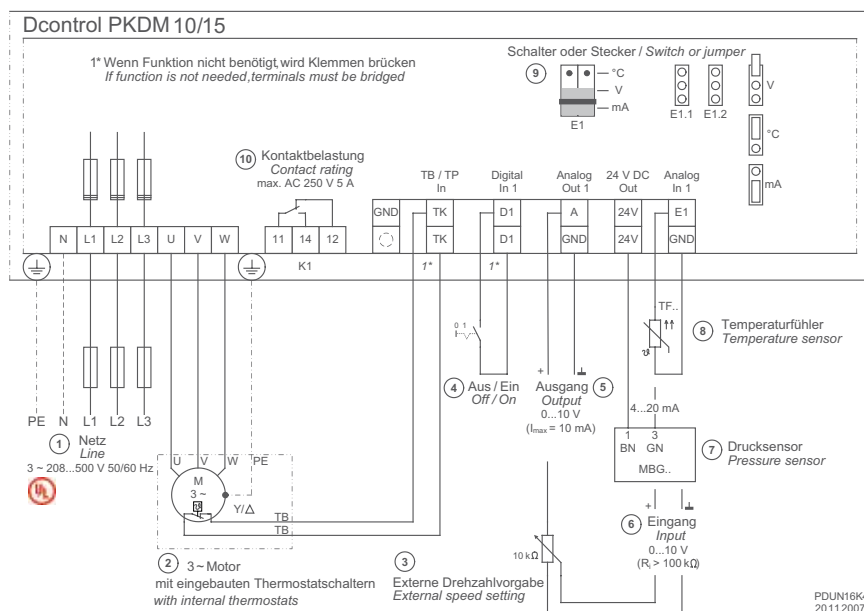 Dcontrol PKDM 10/15
1* Wenn Funktion nicht benötigt, wird Klemmen brücken
If function is not needed, terminals must be bridged
Schalter oder Stecker / Switch or jumper
9
°C
V
mA
E1
E1.1 E1.2
V
°C
mA
10 Kontaktbelastung
Contact rating
max. AC 250 V 5 A
TB / TP
In
Digital
In 1
Analog
Out 1
24 V DC
Out
Analog
In 1
GND TK D1 A 24V E1
N L1 L2 L3 U V W 11 14 12 TK D1 GND 24V GND
K1 1* 1*
TF..
0 1
8 Temperaturfühler
Temperature sensor
ϑ
4 Aus / Ein
Off / On
+ ⊥
Ausgang 5
Output
0...10 V
(Imax = 10 mA)
4...20 mA
PE N L1 L2 L3
1 Netz
Line
3 ~ 208...500 V 50/60 Hz
UL
1 3
BN GN
MBG..
7 Drucksensor
Pressure sensor
U V W PE
M
3 ~
Y/Δ
TB
TB
+ ⊥
6 Eingang
Input
0...10 V
(Ri > 100 kΩ)
10 kΩ
2 3 ~ Motor
mit eingebauten Thermostatschaltern
with internal thermostats
3
Externe Drehzahlvorgabe
External speed setting
PDUN16K
20112007